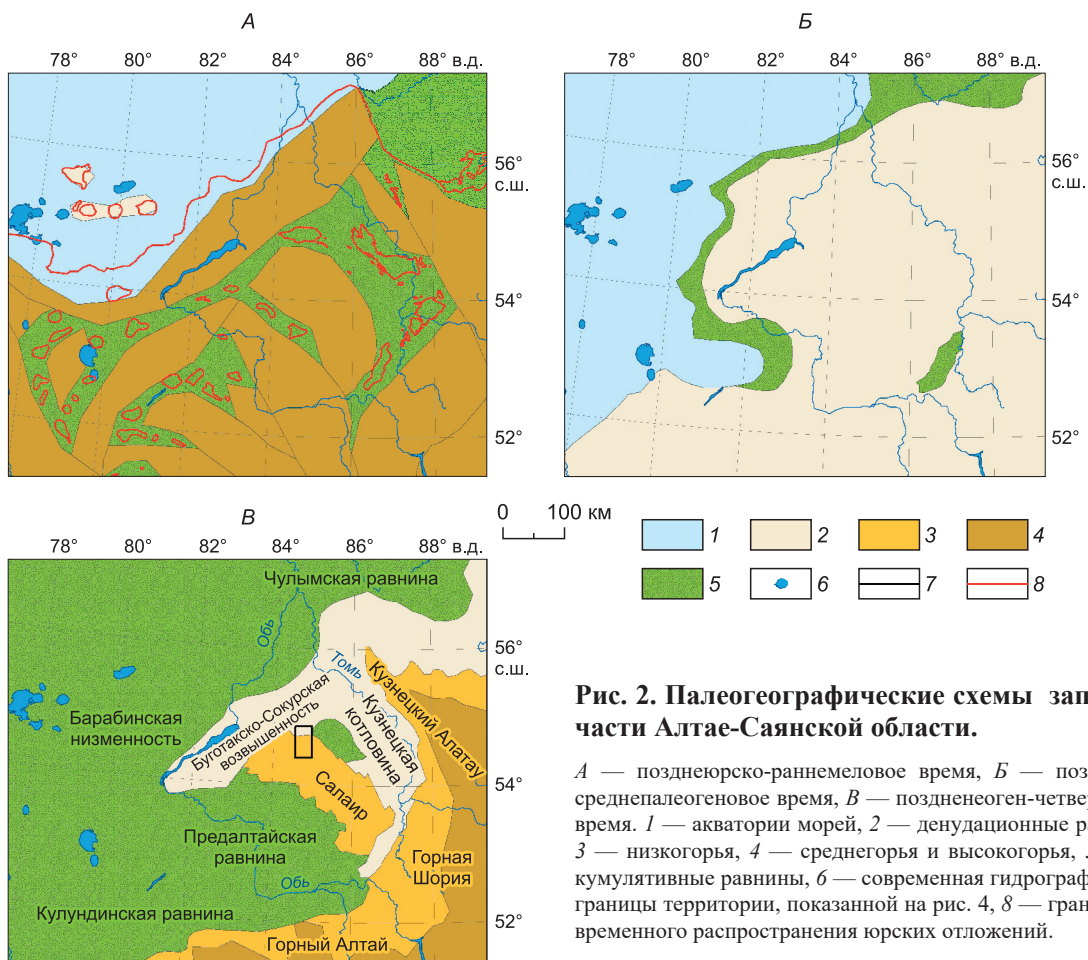 А
Б
78° 80° 82° 84° 86° 88° в.д.
78° 80° 82° 84° 86° 88° в.д.
56°
с.ш.
54°
52°
56°
с.ш.
54°
52°
В
0 100 км
78° 80° 82° 84° 86° 88° в.д.
1 2 3 4
5 6 7 8
Чулымская равнина
Обь
Томь
56°
с.ш.
Кузнецкий Алатау
Барабинская
низменность
Буготакско-Сокурская
возвышенность
Кузнецкая
котловина
54°
Салаир
Предалтайская
равнина
Горная
Шория
Обь
Кулундинская равнина
52°
Горный Алтай
Рис. 2. Палеогеографические схемы зап
части Алтае-Саянской области.
А — позднеюрско-раннемеловое время, Б — поз
среднепалеогеновое время, В — поздненеоген-четвер
время. 1 — акватории морей, 2 — денудационные р
3 — низкогорья, 4 — среднегорья и высокогорья,
кумулятивные равнины, 6 — современная гидрограф
границы территории, показанной на рис. 4, 8 — гран
временного распространения юрских отложений.